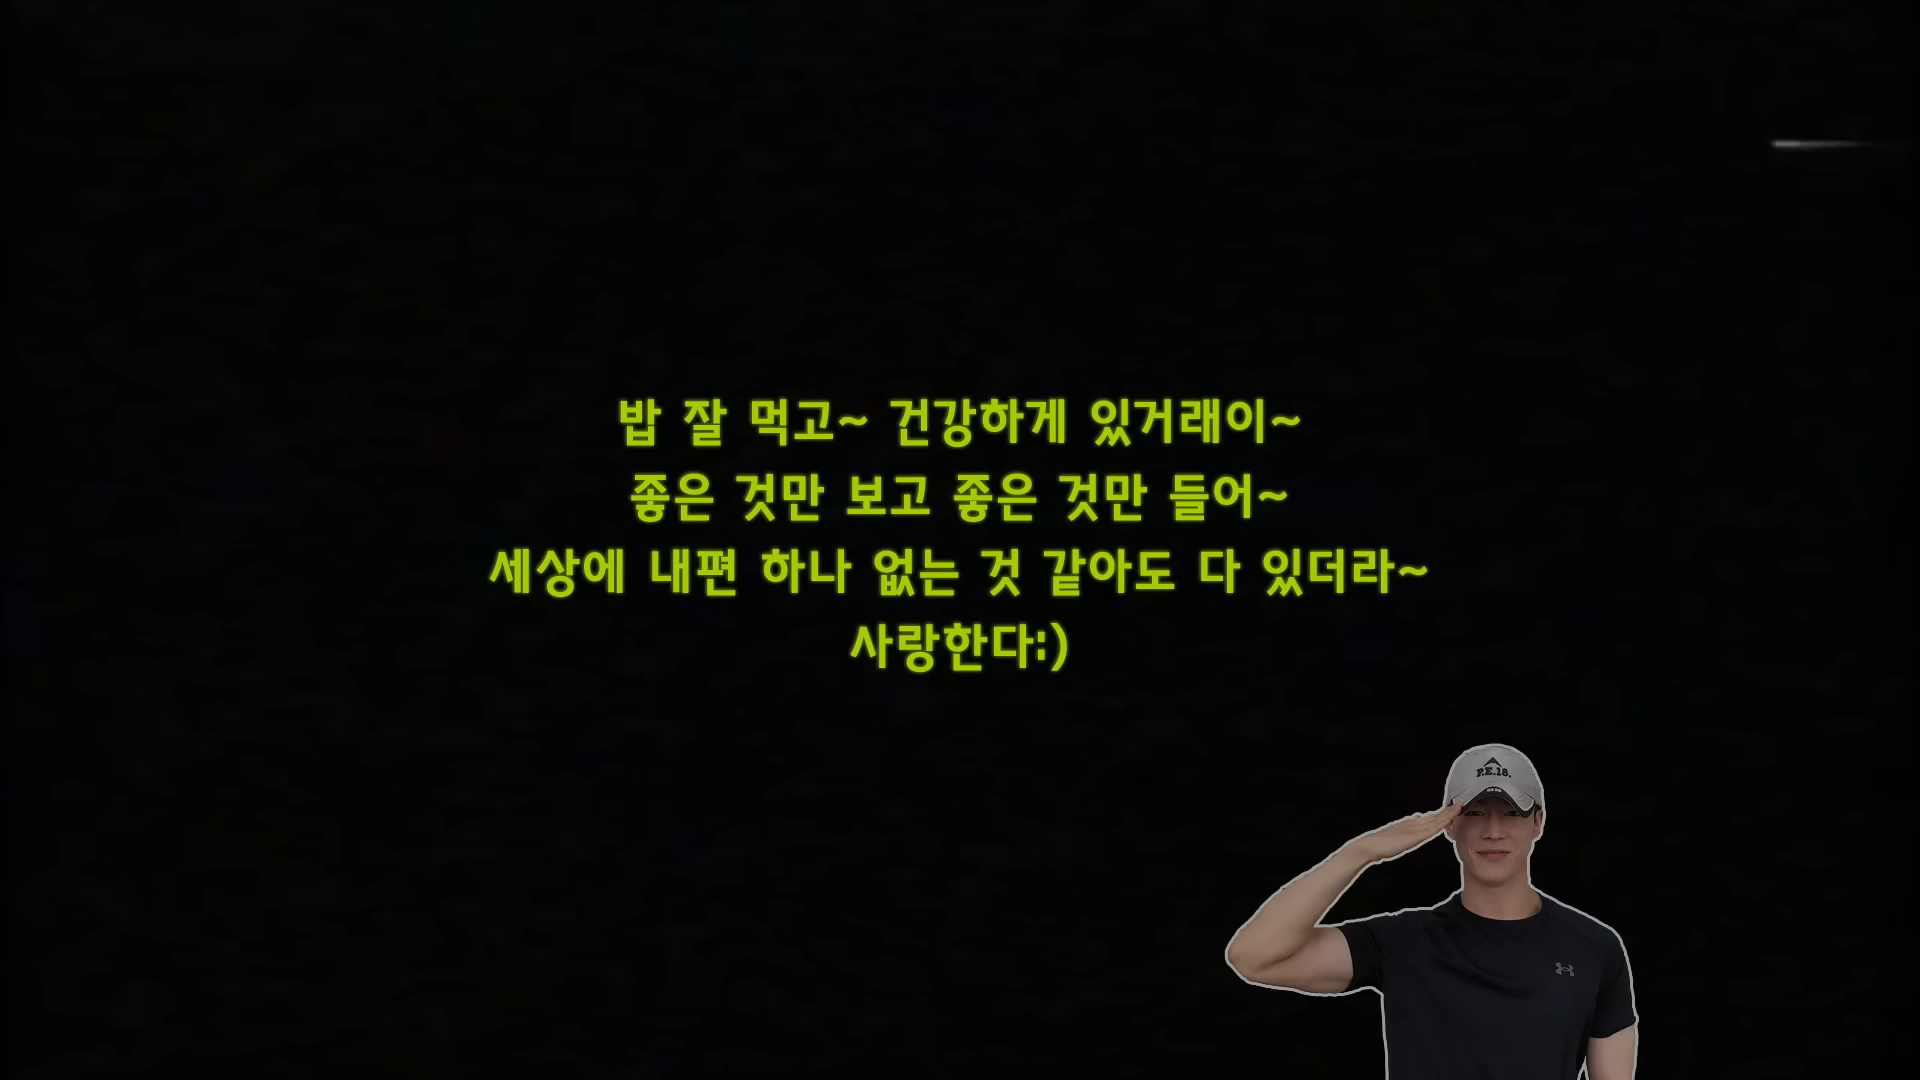 밥 잘 먹고~ 건강하게 있거래이~
좋은 것만 보고 좋은 것만 들어~
세상에 내편 하나 없는 것 같아도 다 있더라~
사랑한다:)
P.E.18.